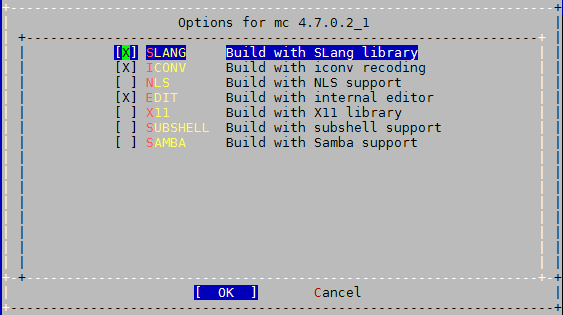 Options for mc 4.7.0.2_1
[X] SLANG Build with SLang library
[X] ICONV Build with iconv recoding
[ ] NLS Build with NLS support
[X] EDIT Build with internal editor
[ ] X11 Build with X11 library
[ ] SUBSHELL Build with subshell support
[ ] SAMBA Build with Samba support
[ OK ] Cancel